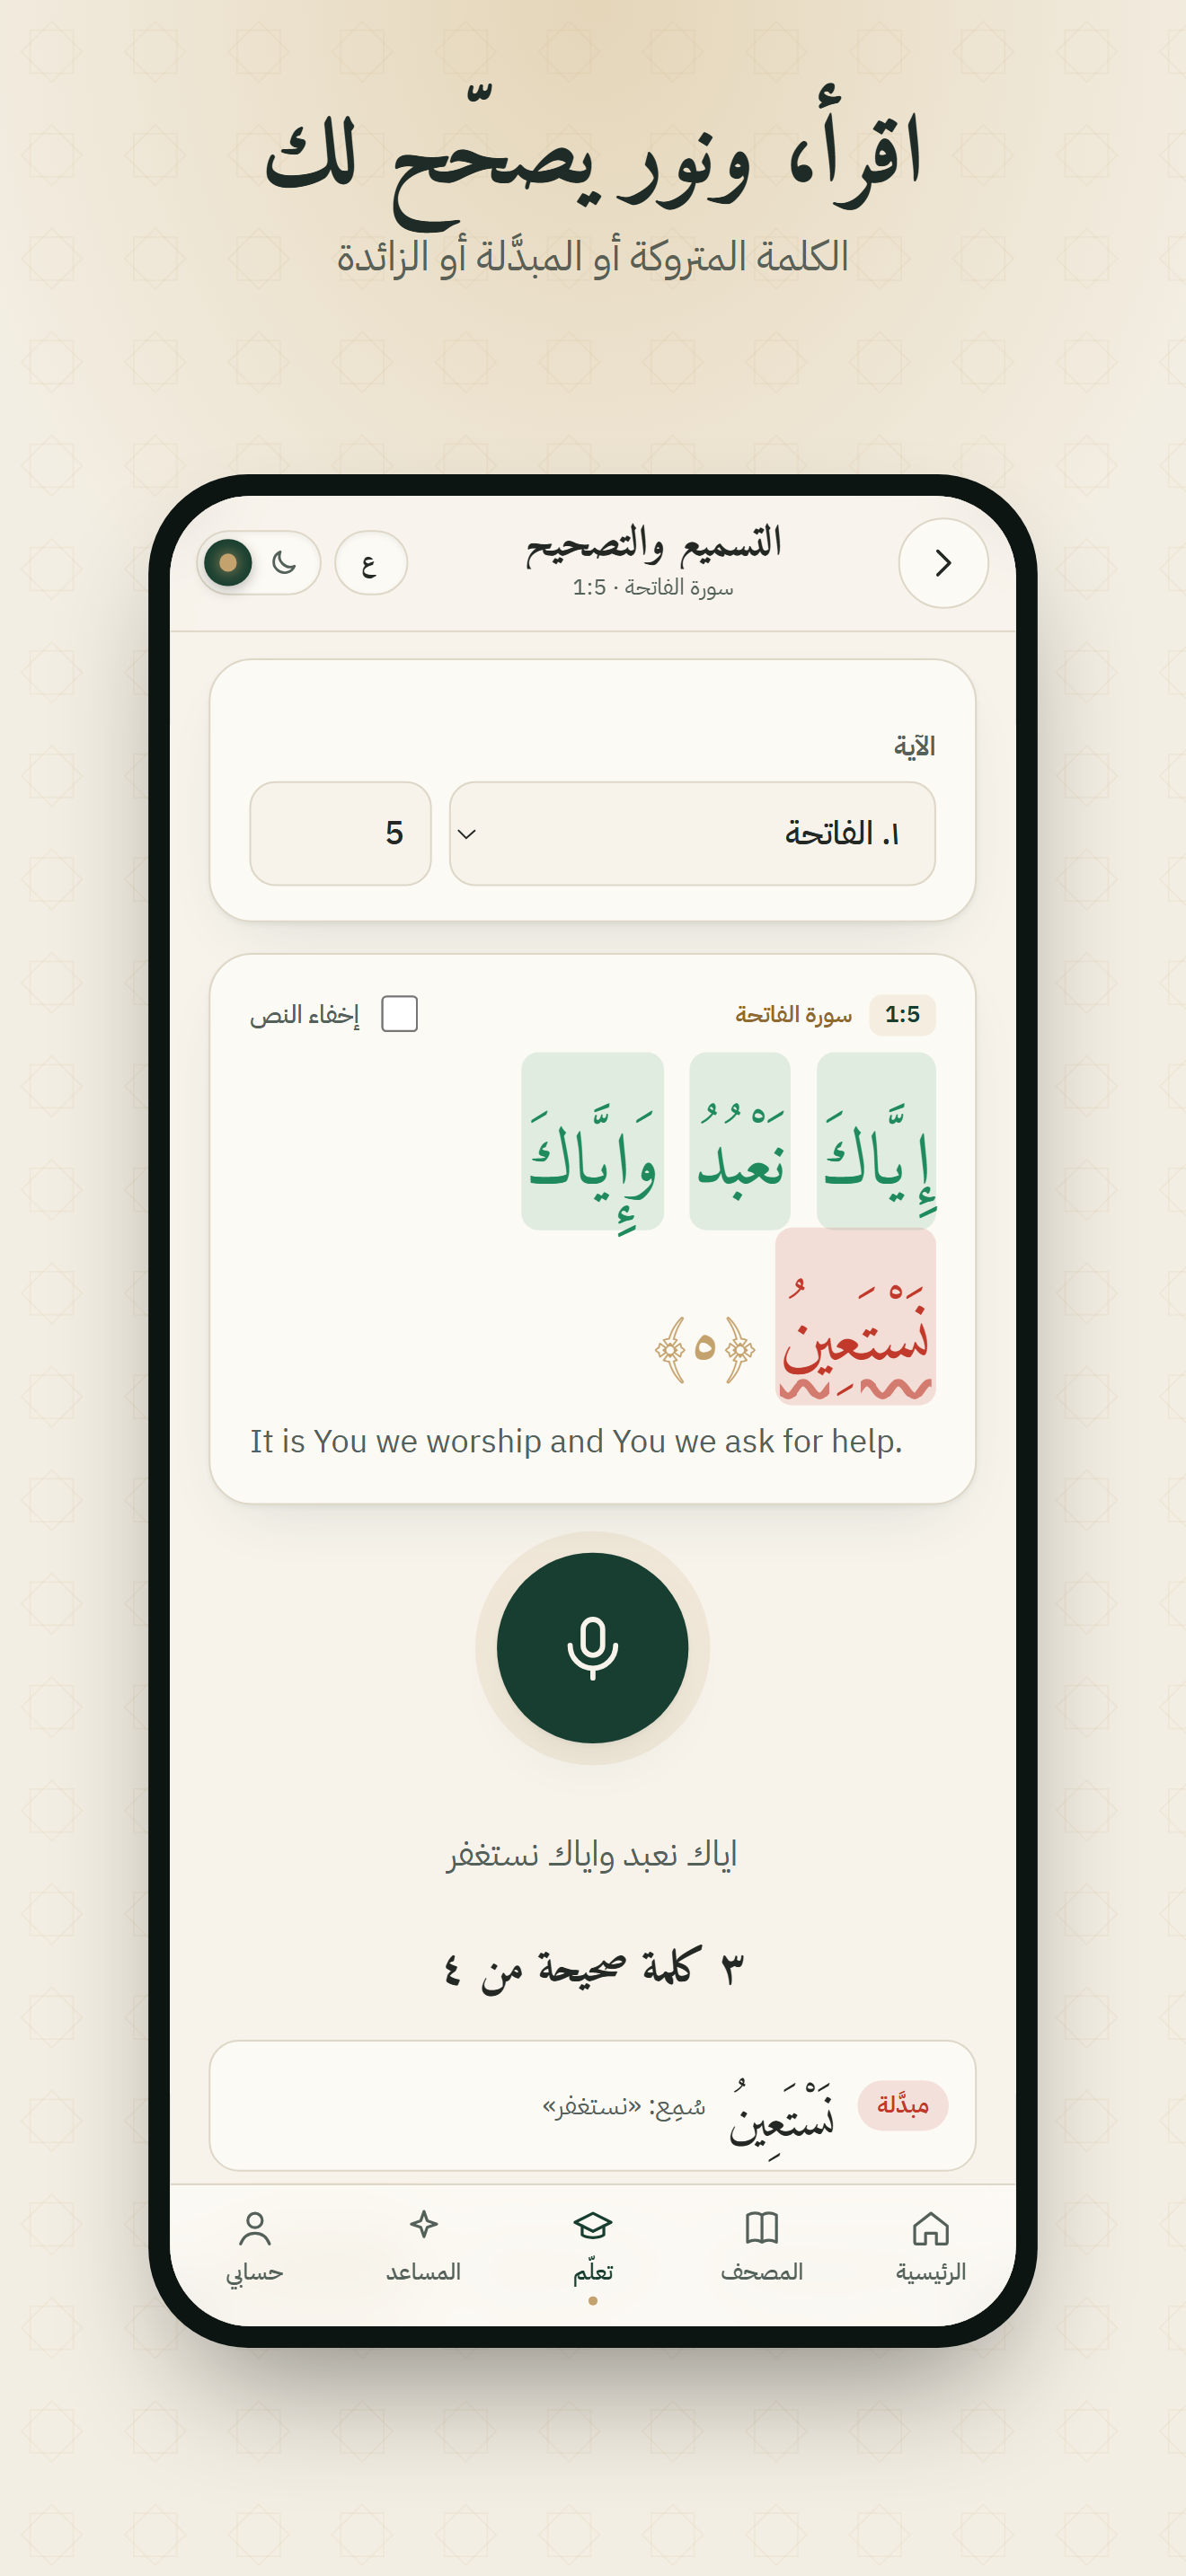 اقرأ، ونور يصحّح لك
الكلمة المتروكة أو المبدَّلة أو الزائدة
التسميع والتصحيح
ع
سورة الفاتحة · 1:5
الآية
١. الفاتحة
5
1:5 سورة الفاتحة
إخفاء النص
إِيَّاكَ نَعْبُدُ وَإِيَّاكَ
نَسْتَعِينُ ﴿٥﴾
It is You we worship and You we ask for help.
اياك نعبد واياك نستغفر
٣ كلمة صحيحة من ٤
مبدَّلة نَسْتَعِينُ سُمِع: «نستغفر»
الرئيسية المصحف تعلّم المساعد حسابي